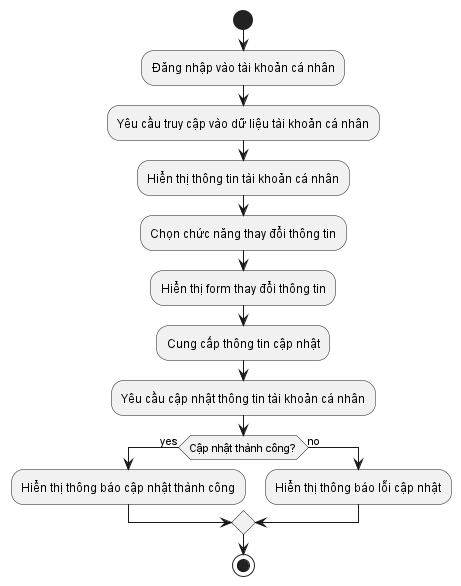 Đăng nhập vào tài khoản cá nhân
Yêu cầu truy cập vào dữ liệu tài khoản cá nhân
Hiển thị thông tin tài khoản cá nhân
Chọn chức năng thay đổi thông tin
Hiển thị form thay đổi thông tin
Cung cấp thông tin cập nhật
Yêu cầu cập nhật thông tin tài khoản cá nhân
yes
Cập nhật thành công?
no
Hiển thị thông báo cập nhật thành công
Hiển thị thông báo lỗi cập nhật